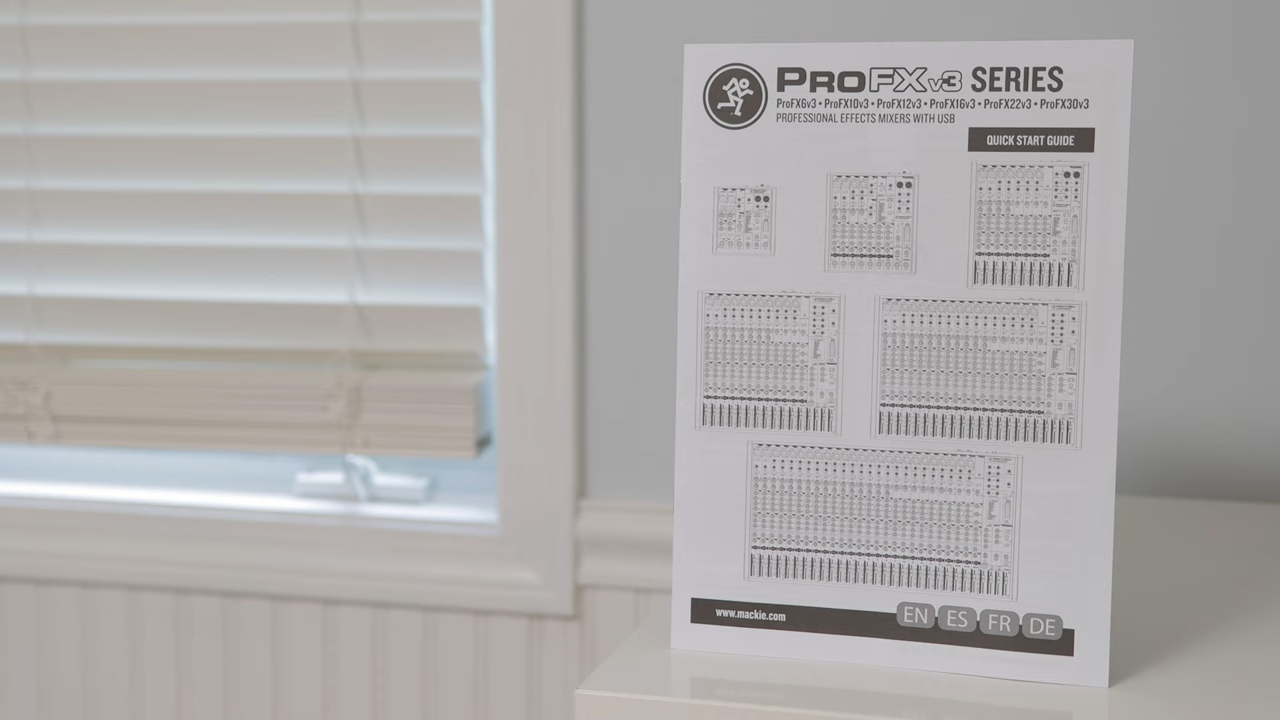 PROFXv3 SERIES
ProFX6v3 • ProFX10v3 • ProFX12v3 • ProFX16v3 • ProFX22v3 • ProFX30v3
PROFESSIONAL EFFECTS MIXERS WITH USB
QUICK START GUIDE
www.mackie.com
EN ES FR DE